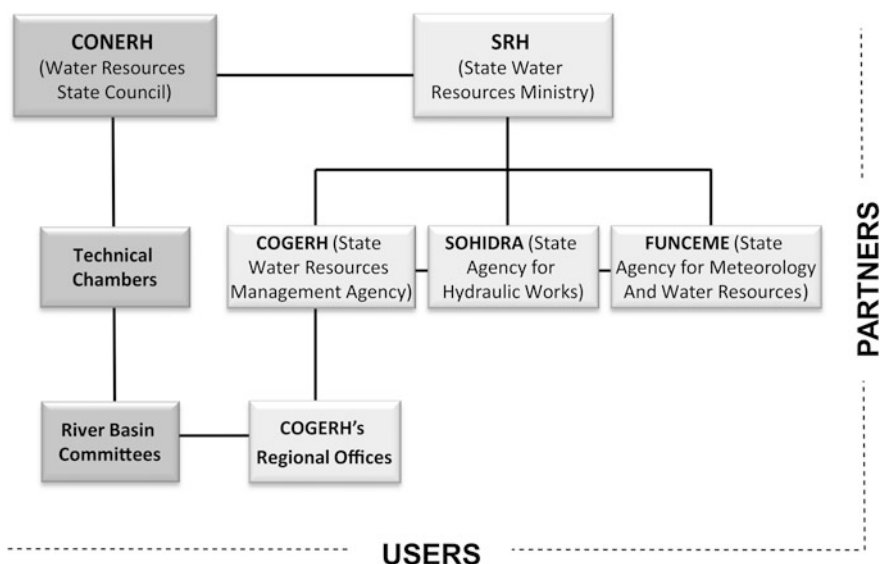 CONERH
(Water Resources
State Council)
SRH
(State Water
Resources Ministry)
Technical
Chambers
COGERH (State
Water Resources
Management Agency)
SOHIDRA (State
Agency for
Hydraulic Works)
FUNCEME (State
Agency for Meteorology
And Water Resources)
River Basin
Committees
COGERH’s
Regional Offices
PARTNERS
USERS